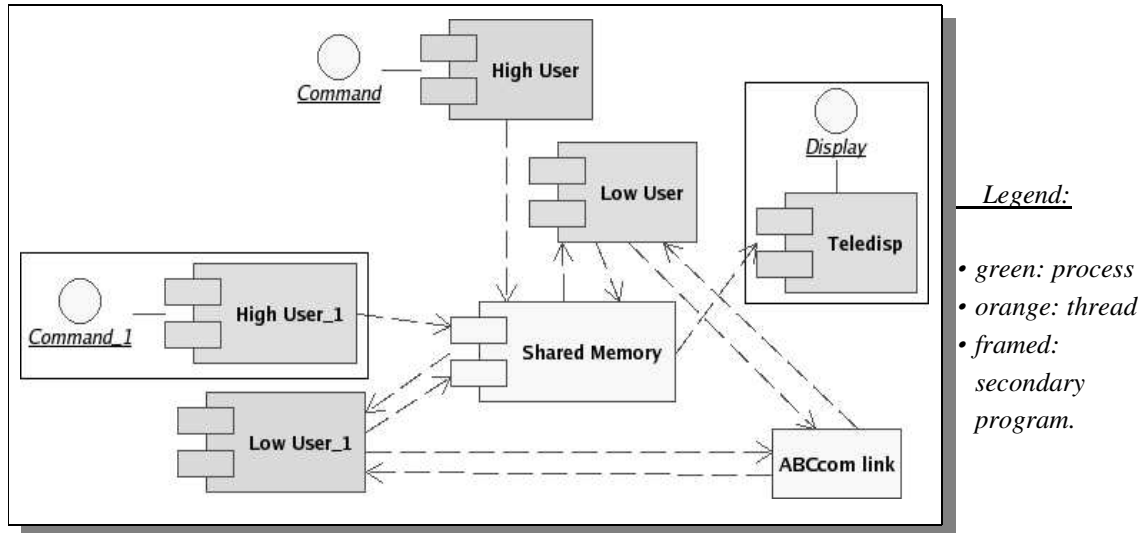 High User
Command
Display
Low User
Teledisp
High User_1
Command_1
Shared Memory
Low User_1
ABCcom link
Legend:
• green: process
• orange: thread
• framed:
secondary
program.